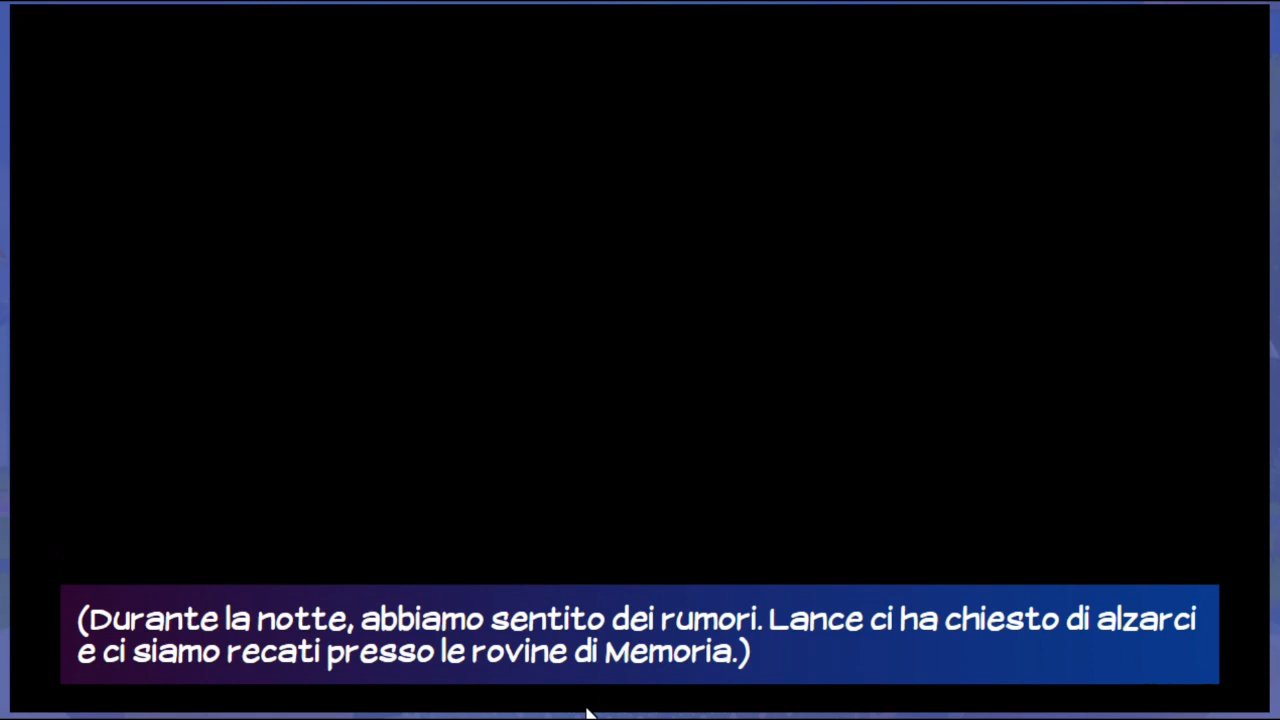 (Durante la notte, abbiamo sentito dei rumori. Lance ci ha chiesto di alzarci
e ci siamo recati presso le rovine di Memoria.)